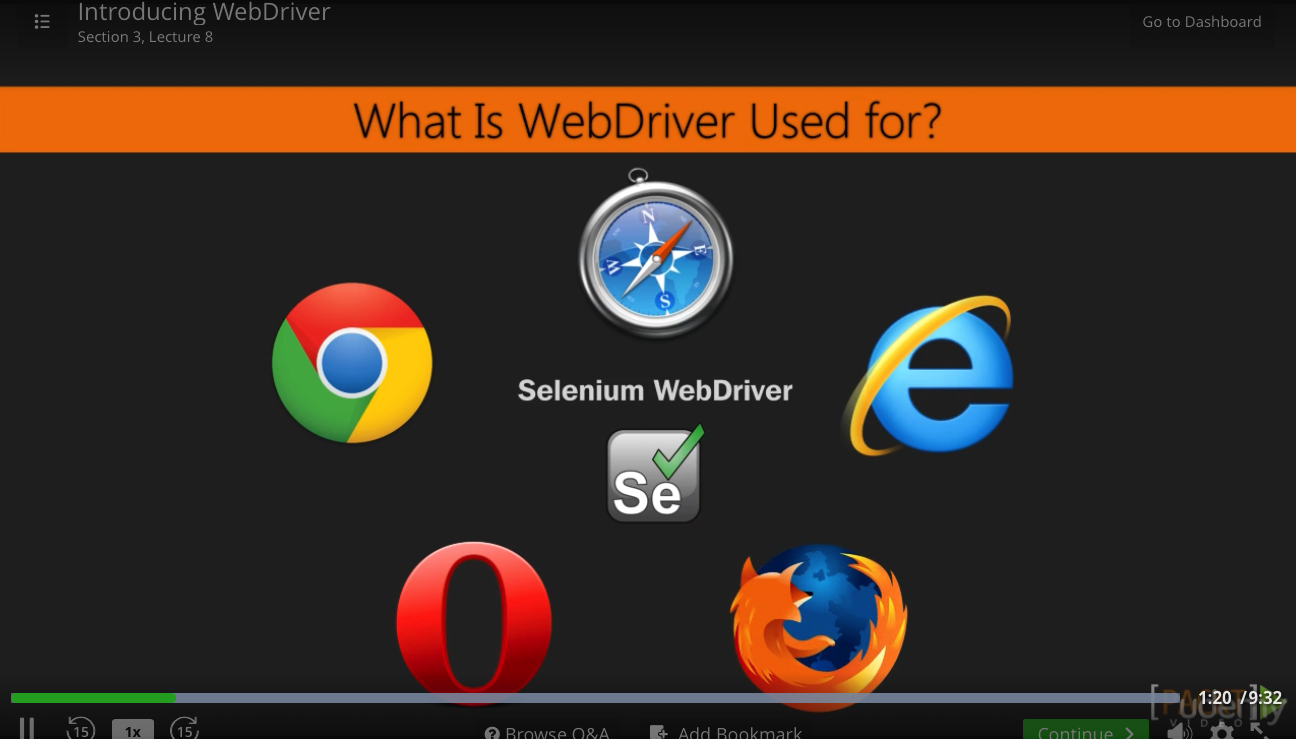 Introducing WebDriver
Section 3, Lecture 8
Go to Dashboard
What Is WebDriver Used for?
N
E
W
S
Selenium WebDriver
Se
1:20 / 9:32
15
1x
15
Browse Q&A
Add Bookmark
Continue
VIDEO